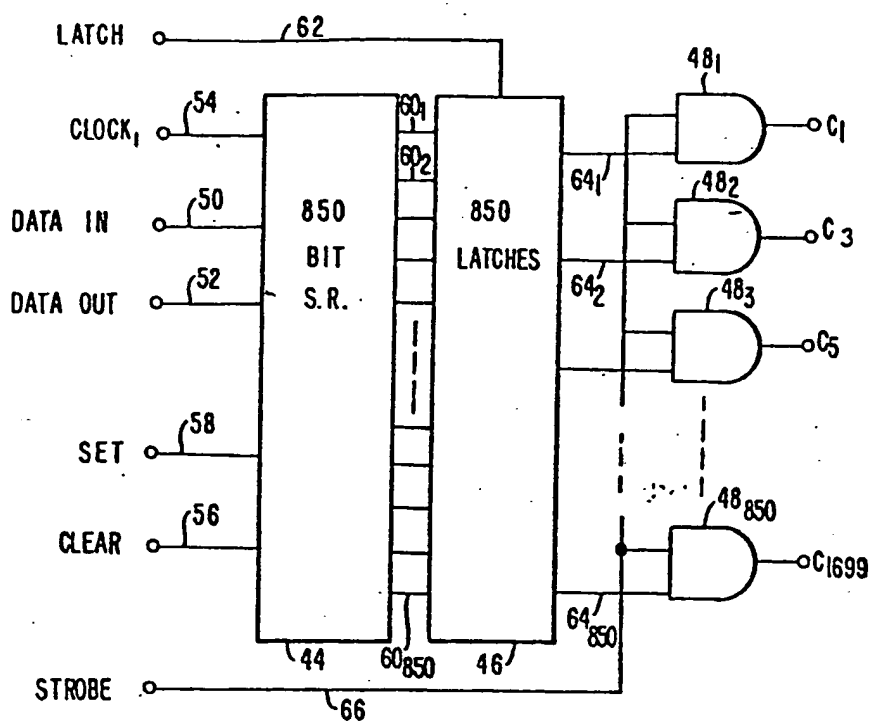 LATCH
62
48₁
CLOCK₁
54
60₁
C₁
60₂
64₁
48₂
DATA IN
50
850
BIT
S.R.
850
LATCHES
C₃
64₂
DATA OUT
52
48₃
C₅
SET
58
CLEAR
56
48₈₅₀
C₁₆₉₉
44
60₈₅₀
46
64₈₅₀
STROBE
66